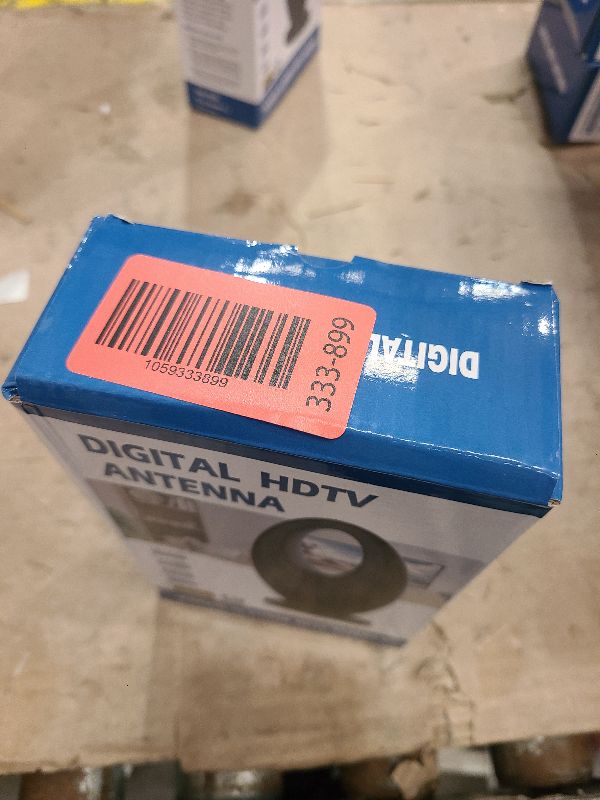 DIGITAL
1059333899
333-899
DIGITAL HDTV
ANTENNA